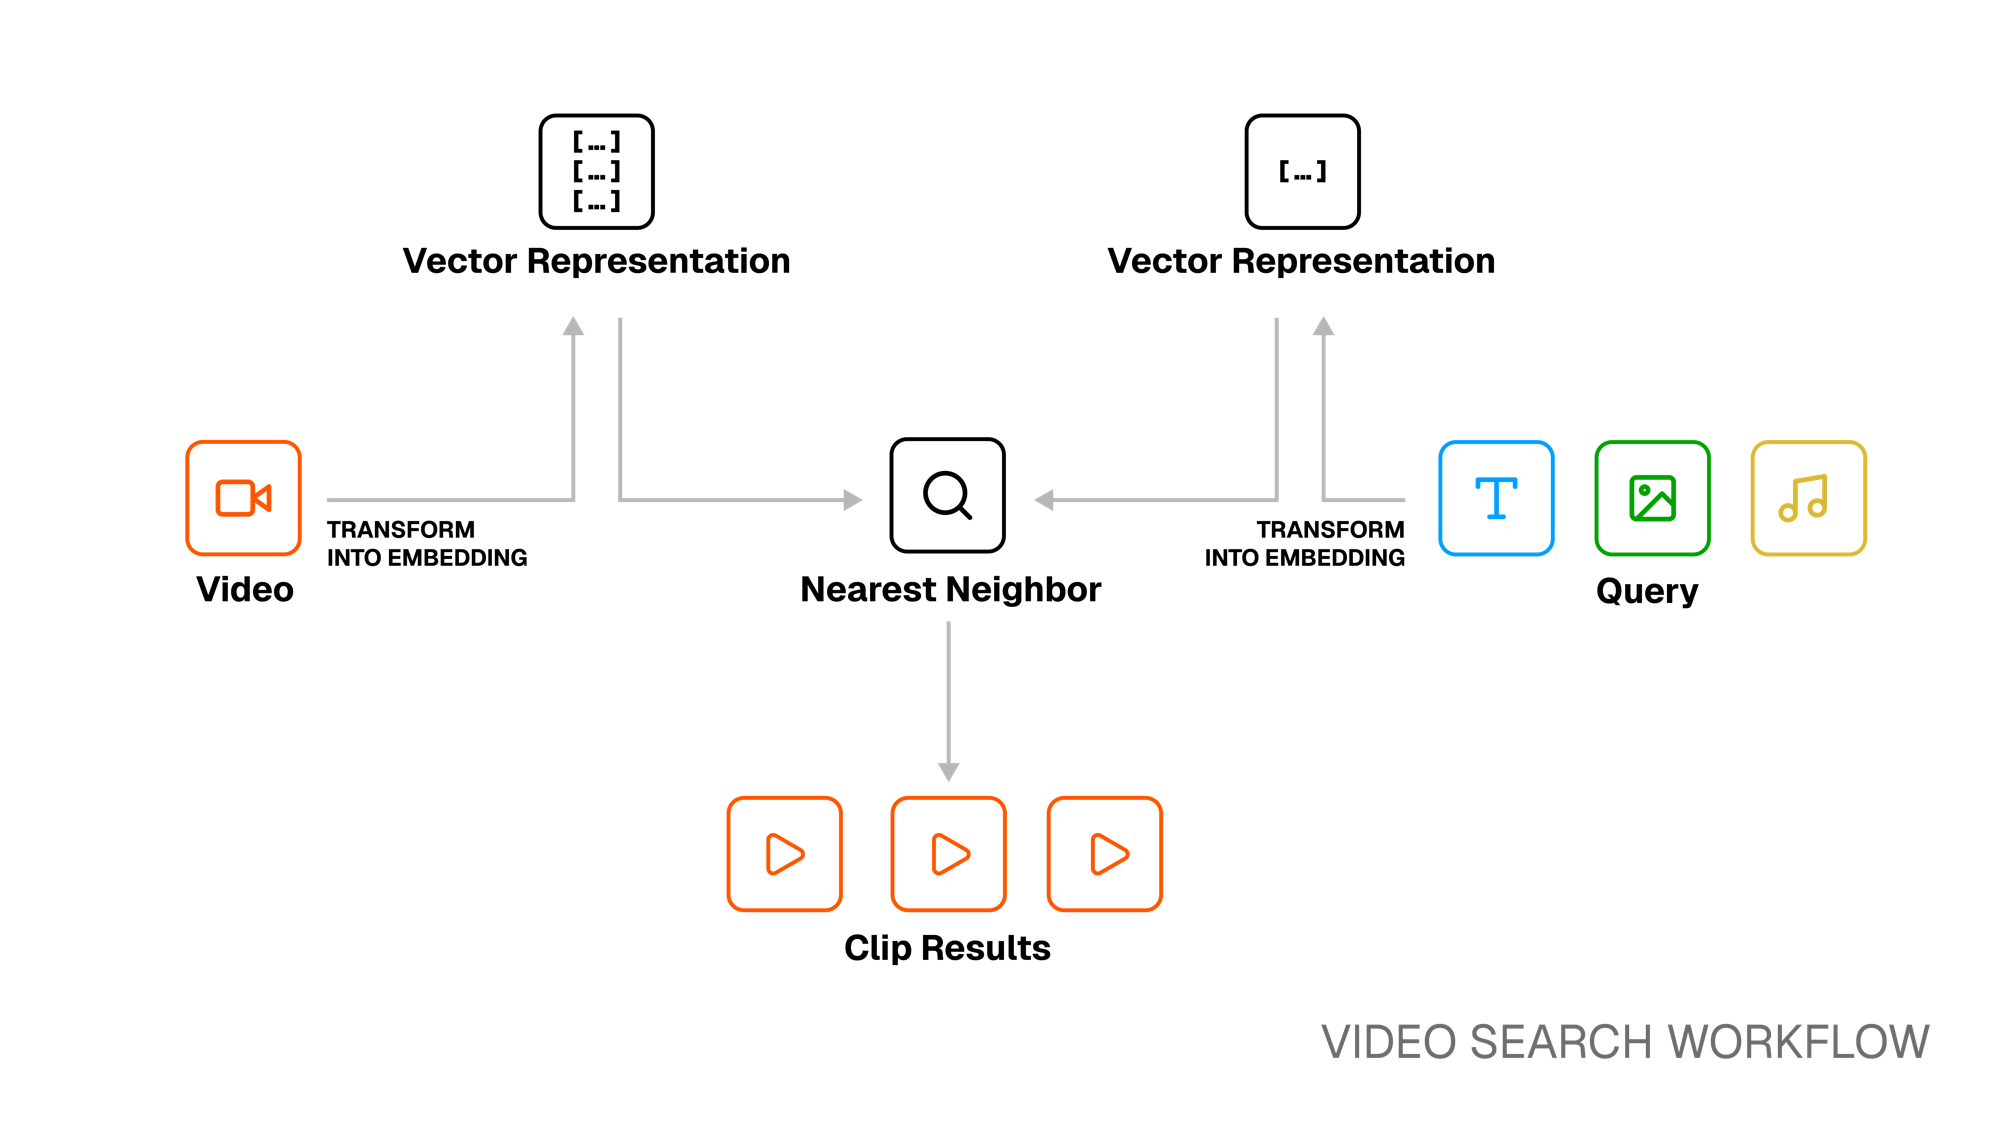 [...]
[...]
[...]
Vector Representation
[...]
Vector Representation
TRANSFORM
INTO EMBEDDING
Video
Nearest Neighbor
TRANSFORM
INTO EMBEDDING
T
Query
Clip Results
VIDEO SEARCH WORKFLOW